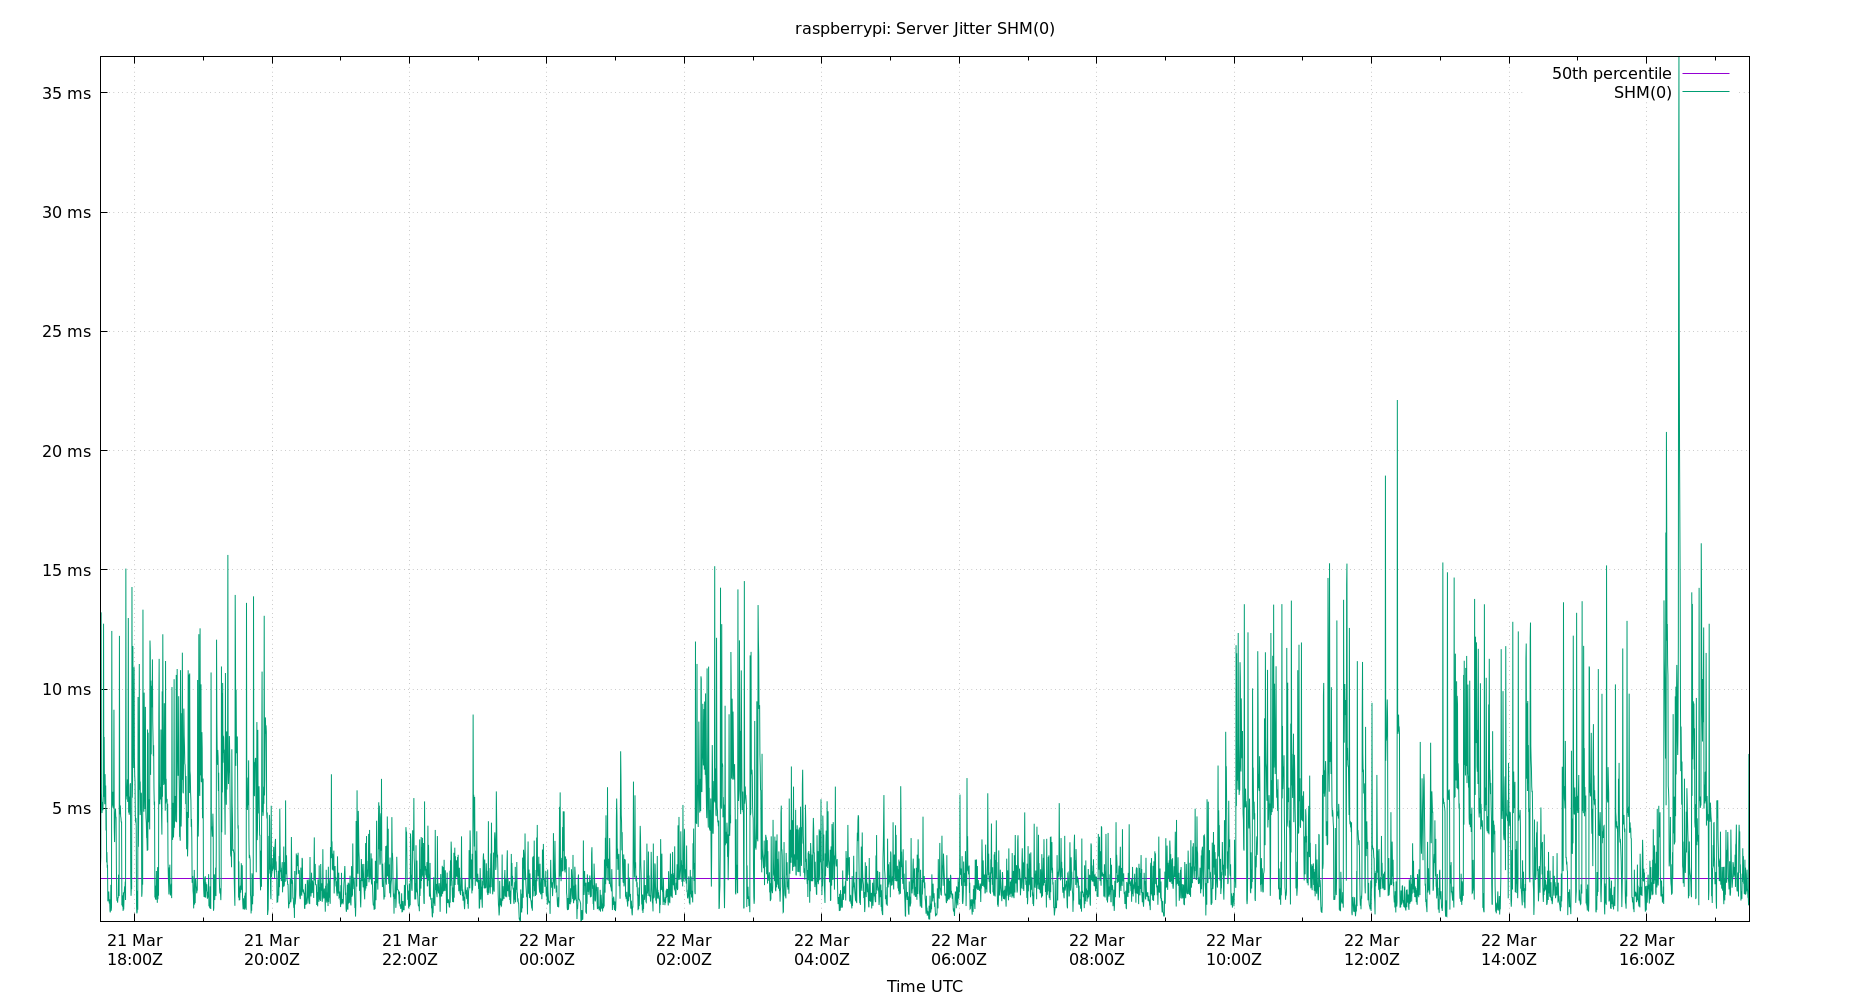 raspberrypi: Server Jitter SHM(0)
50th percentile
SHM(0)
35 ms
30 ms
25 ms
20 ms
15 ms
10 ms
5 ms
21 Mar 21 Mar 21 Mar 22 Mar 22 Mar 22 Mar 22 Mar 22 Mar 22 Mar 22 Mar 22 Mar 22 Mar
18:00Z 20:00Z 22:00Z 00:00Z 02:00Z 04:00Z 06:00Z 08:00Z 10:00Z 12:00Z 14:00Z 16:00Z
Time UTC